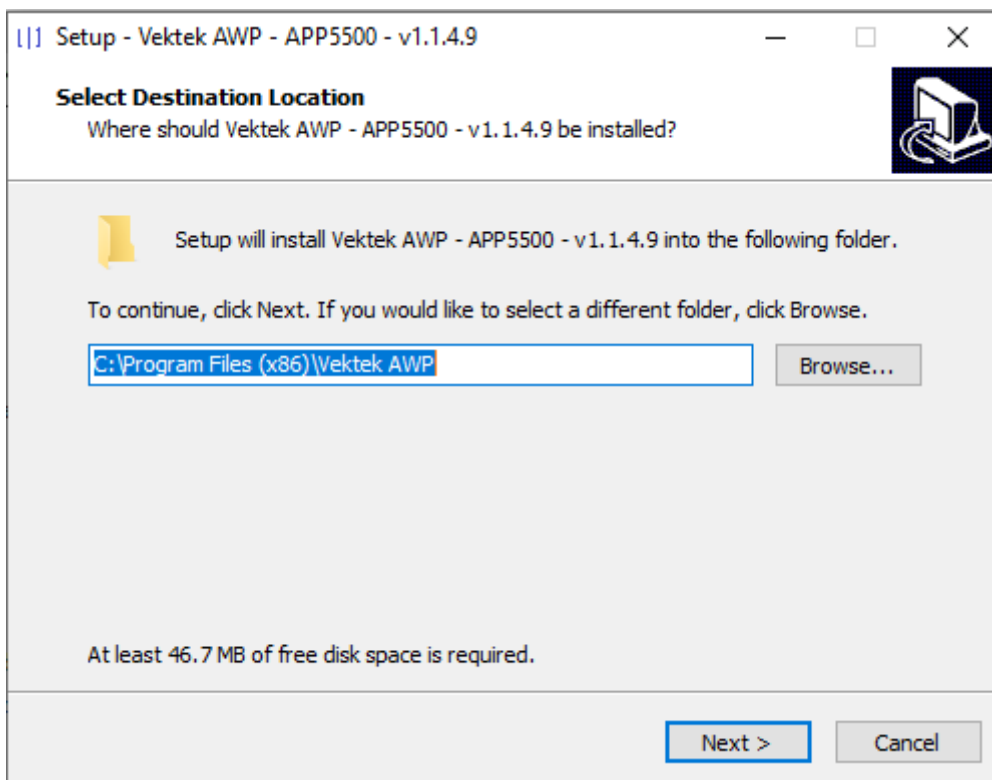 Setup - Vektek AWP - APP5500 - v1.1.4.9
Select Destination Location
Where should Vektek AWP - APP5500 - v1.1.4.9 be installed?
Setup will install Vektek AWP - APP5500 - v1.1.4.9 into the following folder.
To continue, click Next. If you would like to select a different folder, click Browse.
C:\Program Files (x86)\Vektek AWP
Browse...
At least 46.7 MB of free disk space is required.
Next >
Cancel